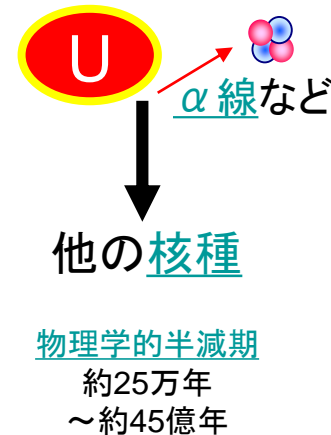 U
α線など
他の核種
物理学的半減期
約25万年
～約45億年